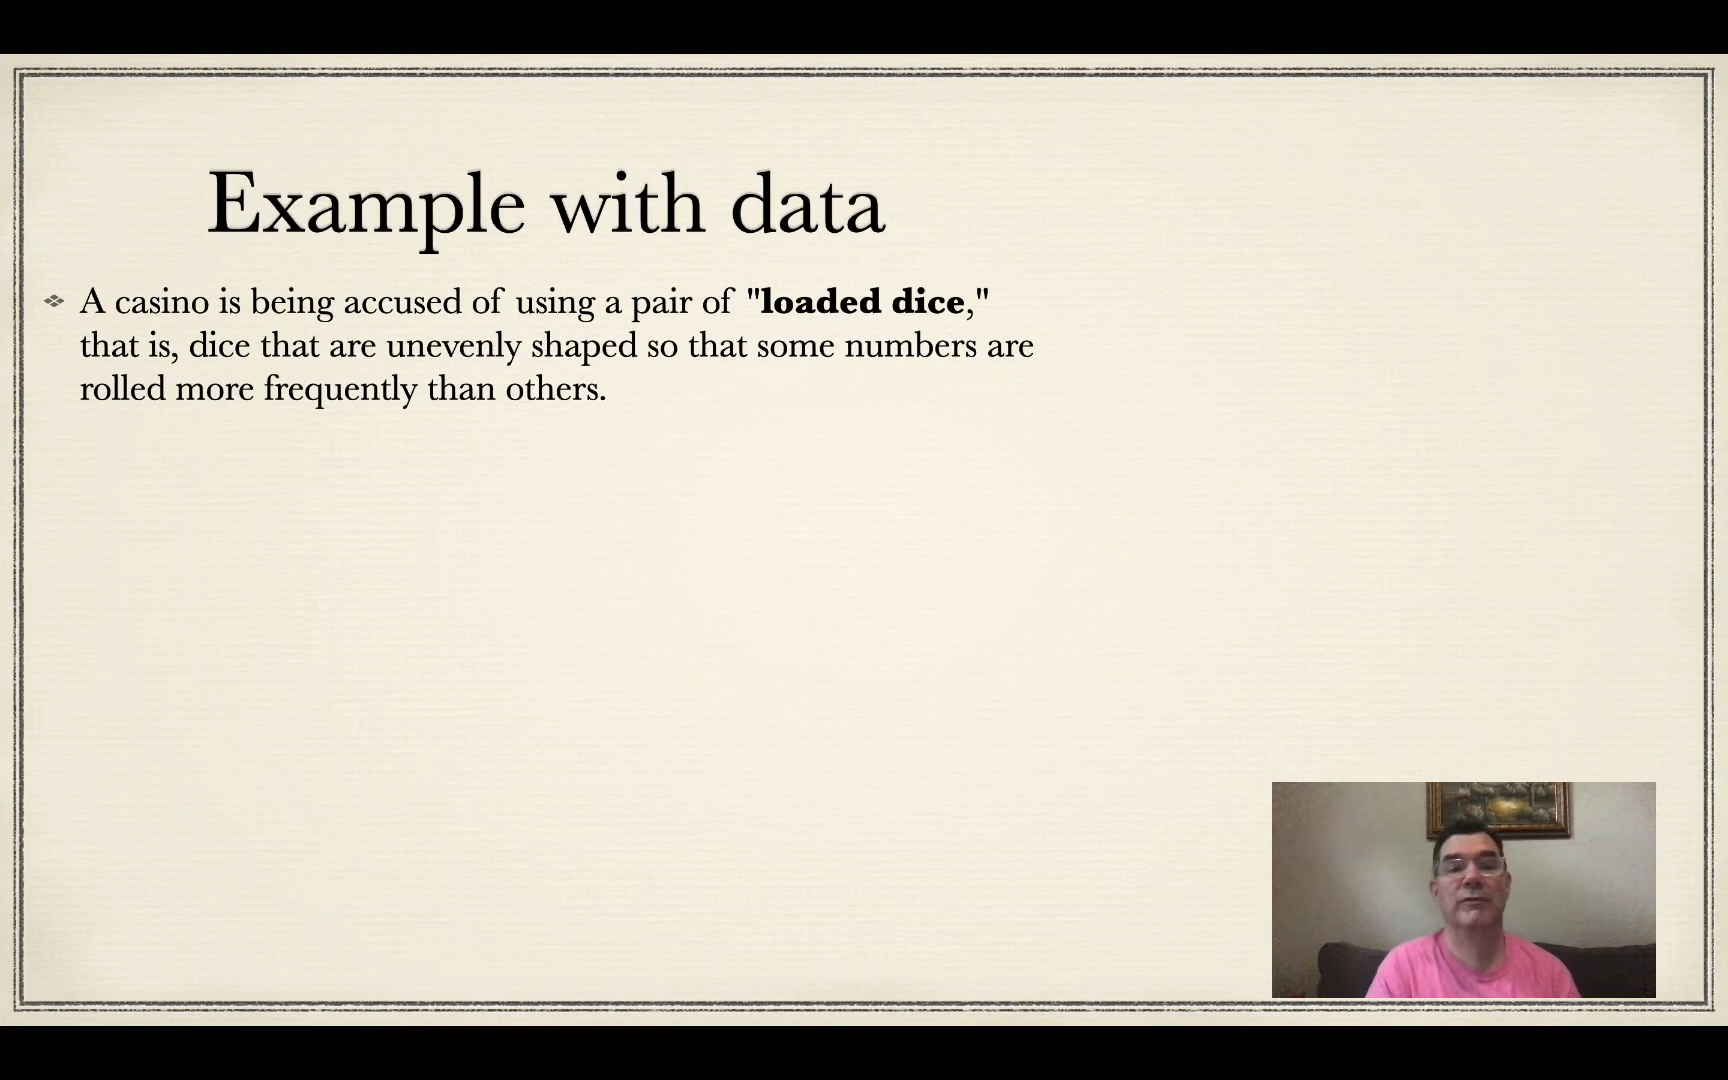 Example with data
A casino is being accused of using a pair of "loaded dice,"
that is, dice that are unevenly shaped so that some numbers are
rolled more frequently than others.